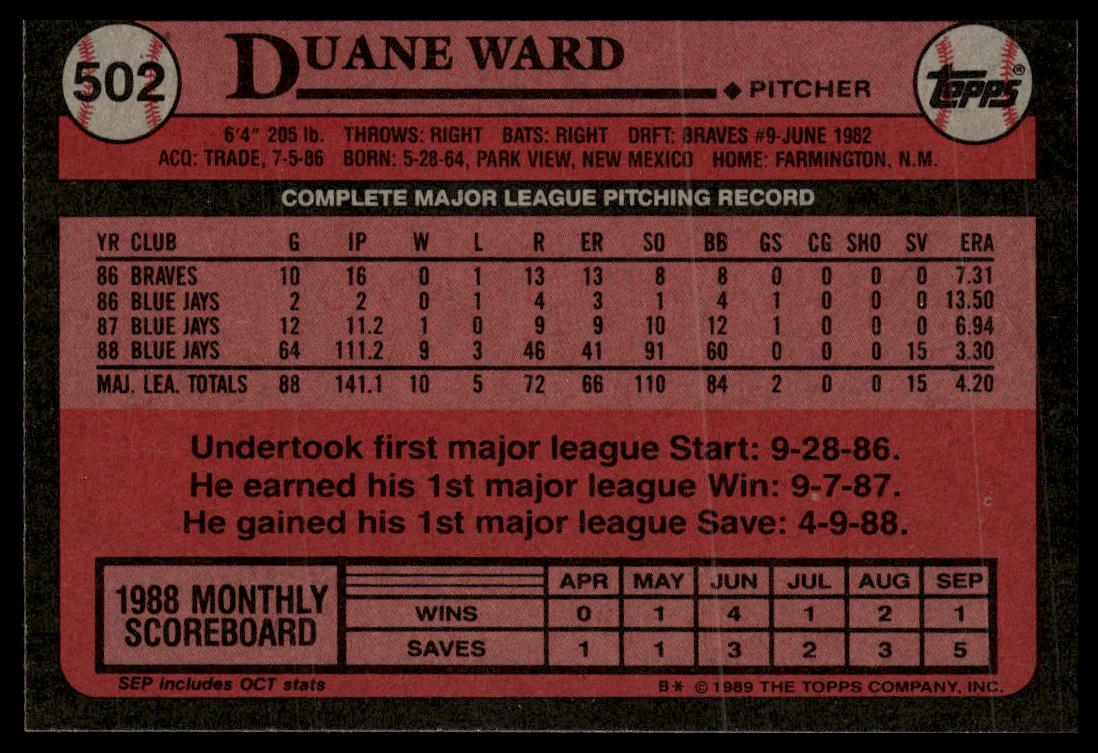 502 DUANE WARD
◆ PITCHER
topps®
6'4" 205 lb. THROWS: RIGHT BATS: RIGHT DRFT: BRAVES #9-JUNE 1982
ACQ: TRADE, 7-5-86 BORN: 5-28-64, PARK VIEW, NEW MEXICO HOME: FARMINGTON, N.M.
COMPLETE MAJOR LEAGUE PITCHING RECORD
YR CLUB G IP W L R ER SO BB GS CG SHO SV ERA
86 BRAVES 10 16 0 1 13 13 8 8 0 0 0 0 7.31
86 BLUE JAYS 2 2 0 1 4 3 1 4 1 0 0 0 13.50
87 BLUE JAYS 12 11.2 1 0 9 9 10 12 1 0 0 0 6.94
88 BLUE JAYS 64 111.2 9 3 46 41 91 60 0 0 0 15 3.30
MAJ. LEA. TOTALS 88 141.1 10 5 72 66 110 84 2 0 0 15 4.20
Undertook first major league Start: 9-28-86.
He earned his 1st major league Win: 9-7-87.
He gained his 1st major league Save: 4-9-88.
1988 MONTHLY SCOREBOARD
APR MAY JUN JUL AUG SEP
WINS 0 1 4 1 2 1
SAVES 1 1 3 2 3 5
SEP includes OCT stats
B* © 1989 THE TOPPS COMPANY, INC.